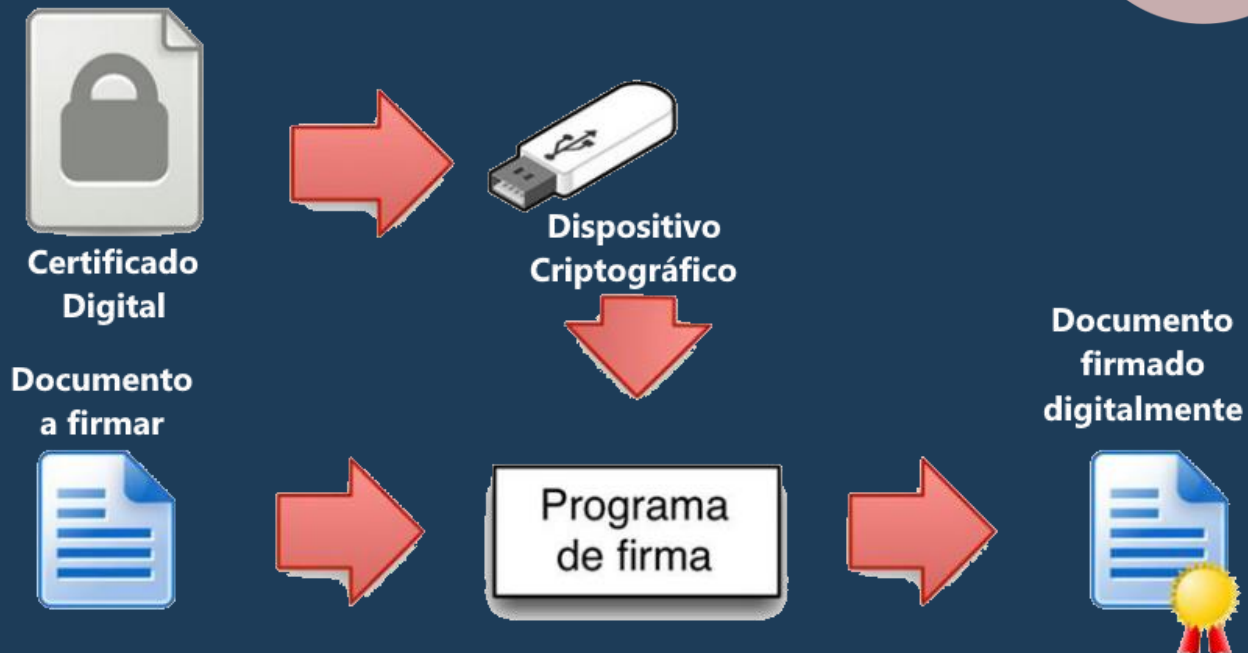 Certificado
Digital
Dispositivo
Criptográfico
Documento
a firmar
Programa
de firma
Documento
firmado
digitalmente